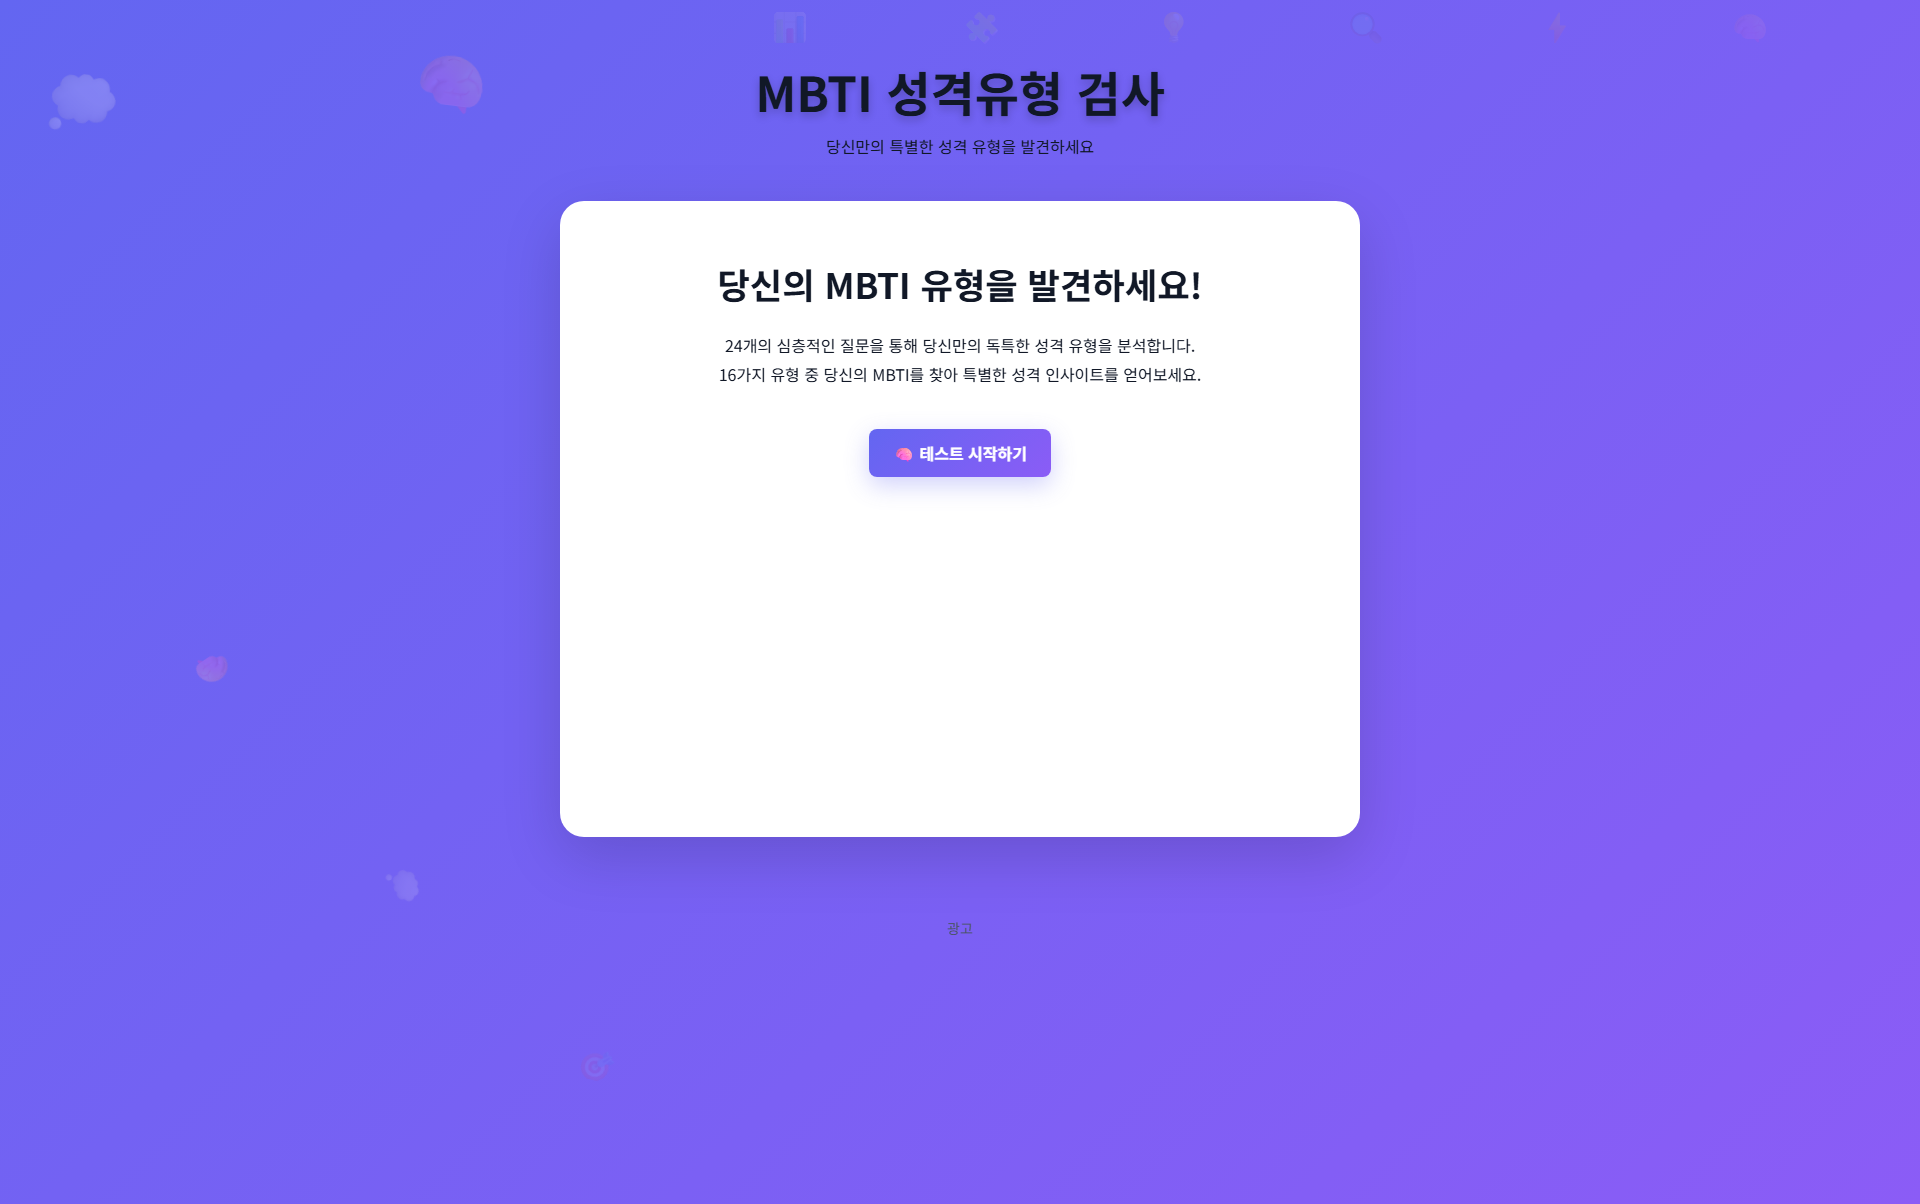 MBTI 성격유형 검사
당신만의 특별한 성격 유형을 발견하세요
당신의 MBTI 유형을 발견하세요!
24개의 심층적인 질문을 통해 당신만의 독특한 성격 유형을 분석합니다.
16가지 유형 중 당신의 MBTI를 찾아 특별한 성격 인사이트를 얻어보세요.
🧠 테스트 시작하기
광고